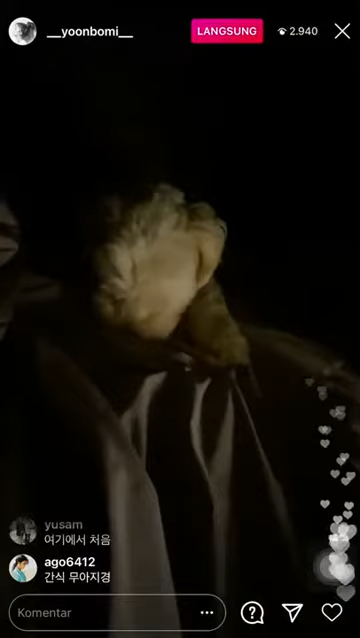 __yoonbomi__
LANGSUNG
2.940
yusam
여기에서 처음
ago6412
간식 무아지경
Komentar